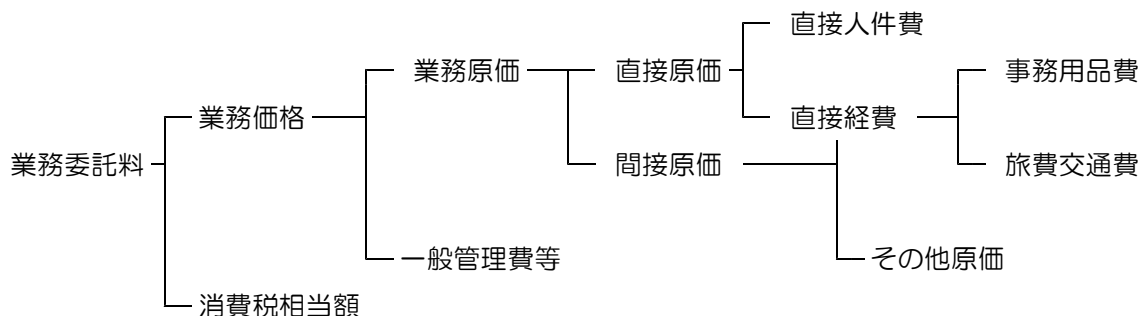 直接人件費
業務原価 直接原価 事務用品費
業務価格 直接経費
業務委託料 間接原価 旅費交通費
一般管理費等 その他原価
消費税相当額